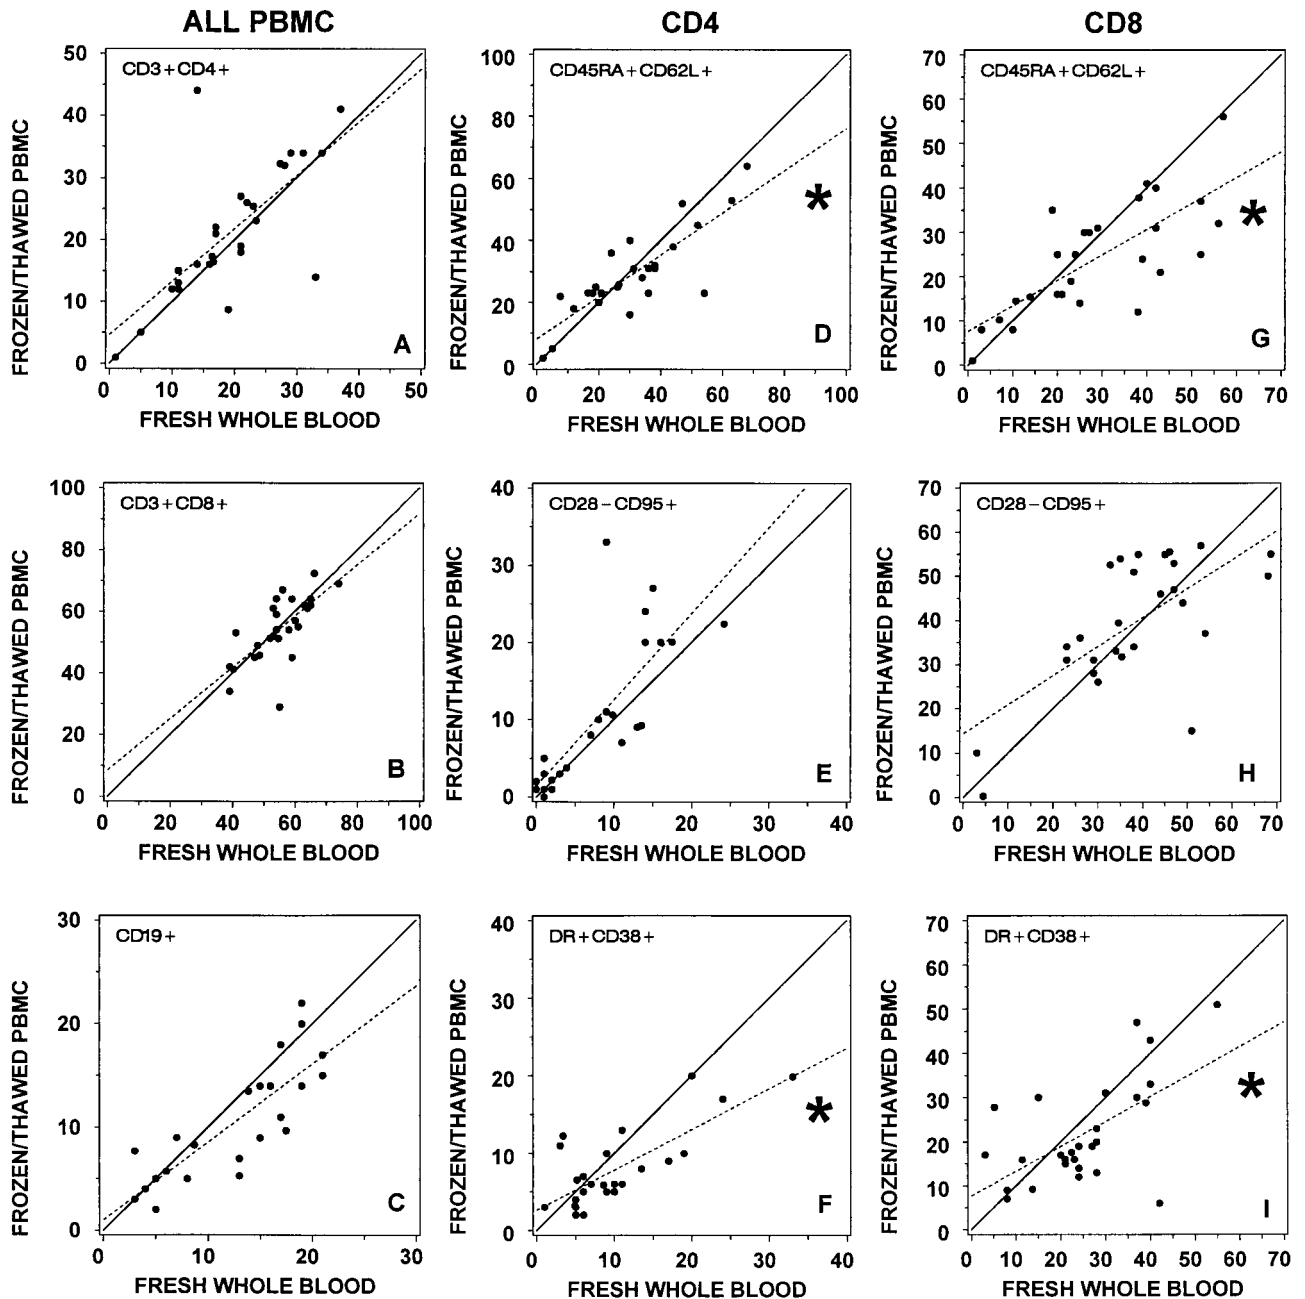 ALL PBMC
CD4
CD8
FROZEN/THAWED PBMC
50
40
30
20
10
0
CD3+CD4+
A
0 10 20 30 40 50
FRESH WHOLE BLOOD
FROZEN/THAWED PBMC
100
80
60
40
20
0
CD45RA+CD62L+
*
D
0 20 40 60 80 100
FRESH WHOLE BLOOD
FROZEN/THAWED PBMC
70
60
50
40
30
20
10
0
CD45RA+CD62L+
*
G
0 10 20 30 40 50 60 70
FRESH WHOLE BLOOD
FROZEN/THAWED PBMC
100
80
60
40
20
0
CD3+CD8+
B
0 20 40 60 80 100
FRESH WHOLE BLOOD
FROZEN/THAWED PBMC
40
30
20
10
0
CD28-CD95+
E
0 10 20 30 40
FRESH WHOLE BLOOD
FROZEN/THAWED PBMC
70
60
50
40
30
20
10
0
CD28-CD95+
H
0 10 20 30 40 50 60 70
FRESH WHOLE BLOOD
FROZEN/THAWED PBMC
30
20
10
0
CD19+
C
0 10 20 30
FRESH WHOLE BLOOD
FROZEN/THAWED PBMC
40
30
20
10
0
DR+CD38+
*
F
0 10 20 30 40
FRESH WHOLE BLOOD
FROZEN/THAWED PBMC
70
60
50
40
30
20
10
0
DR+CD38+
*
I
0 10 20 30 40 50 60 70
FRESH WHOLE BLOOD